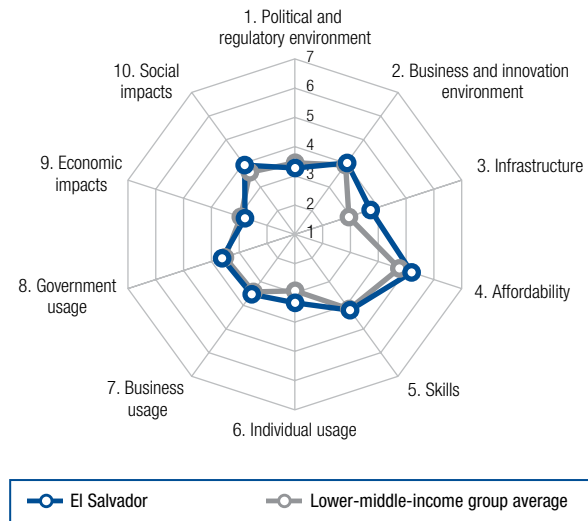 1. Political and
regulatory environment
2. Business and innovation
environment
3. Infrastructure
4. Affordability
5. Skills
6. Individual usage
7. Business
usage
8. Government
usage
9. Economic
impacts
10. Social
impacts
7
6
5
4
3
2
1
El Salvador
Lower-middle-income group average